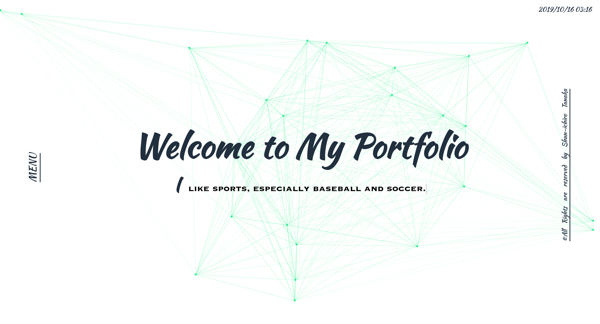 2019/10/16 05:16
Welcome to My Portfolio
I LIKE SPORTS, ESPECIALLY BASEBALL AND SOCCER.
MENU
©All Rights are reserved by Shun-ichiro Tanaka